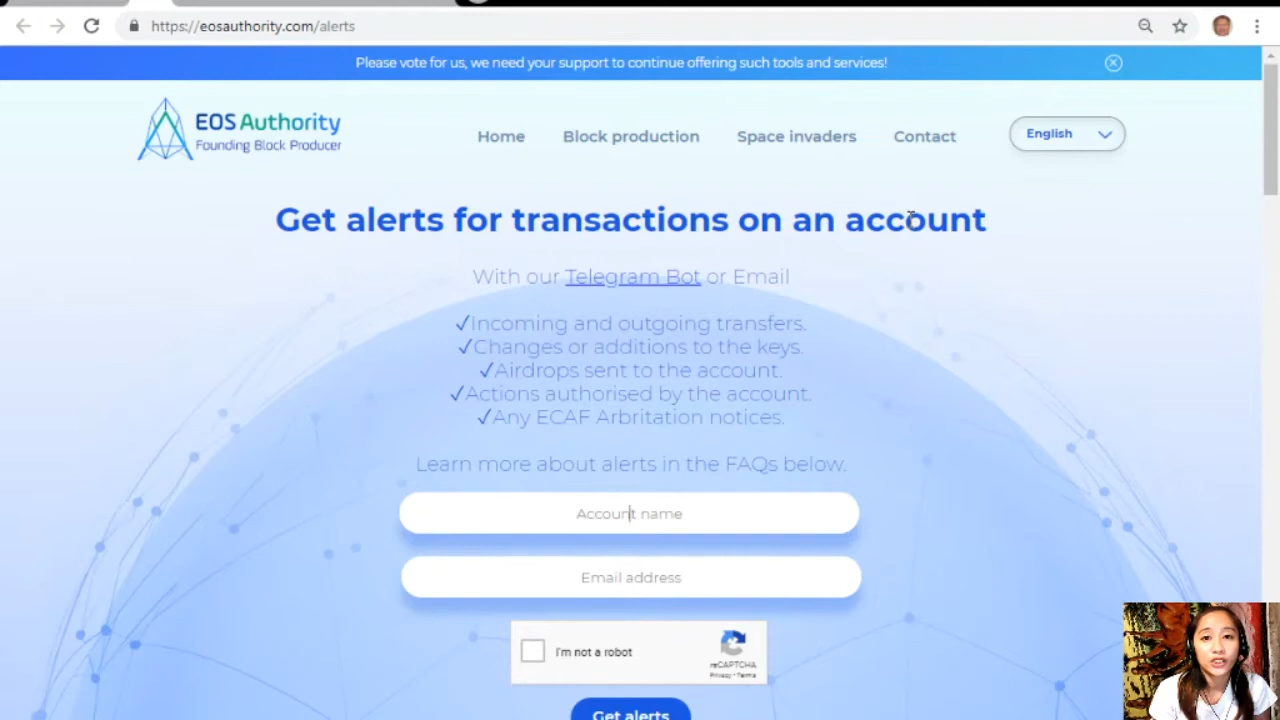 https://eosauthority.com/alerts
Please vote for us, we need your support to continue offering such tools and services!
EOS Authority
Founding Block Producer
Home
Block production
Space invaders
Contact
English
Get alerts for transactions on an account
With our Telegram Bot or Email
✓Incoming and outgoing transfers.
✓Changes or additions to the keys.
✓Airdrops sent to the account.
✓Actions authorised by the account.
✓Any ECAF Arbritation notices.
Learn more about alerts in the FAQs below.
Account name
Email address
I'm not a robot
reCAPTCHA
Privacy - Terms
Get alerts